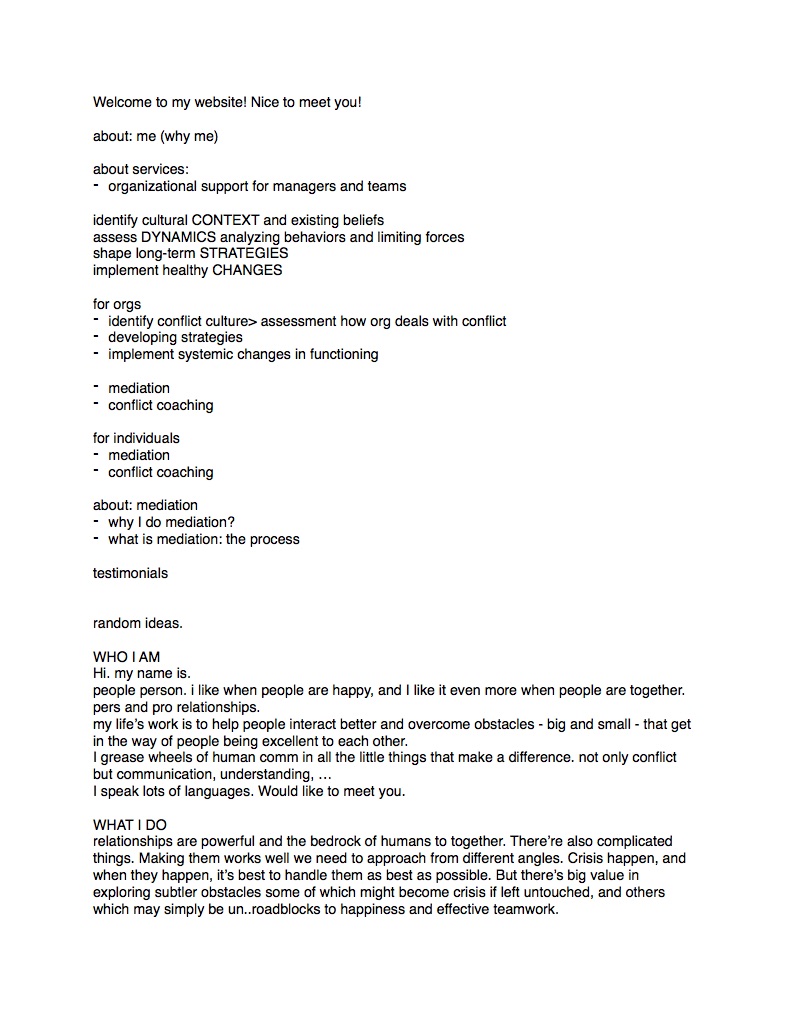 Welcome to my website! Nice to meet you!
about: me (why me)
about services:
- organizational support for managers and teams
identify cultural CONTEXT and existing beliefs
assess DYNAMICS analyzing behaviors and limiting forces
shape long-term STRATEGIES
implement healthy CHANGES
for orgs
- identify conflict culture> assessment how org deals with conflict
- developing strategies
- implement systemic changes in functioning
- mediation
- conflict coaching
for individuals
- mediation
- conflict coaching
about: mediation
- why I do mediation?
- what is mediation: the process
testimonials
random ideas.
WHO I AM
Hi. my name is.
people person. i like when people are happy, and I like it even more when people are together.
pers and pro relationships.
my life's work is to help people interact better and overcome obstacles - big and small - that get
in the way of people being excellent to each other.
I grease wheels of human comm in all the little things that make a difference. not only conflict
but communication, understanding, …
I speak lots of languages. Would like to meet you.
WHAT I DO
relationships are powerful and the bedrock of humans to together. There're also complicated
things. Making them works well we need to approach from different angles. Crisis happen, and
when they happen, it's best to handle them as best as possible. But there's big value in
exploring subtler obstacles some of which might become crisis if left untouched, and others
which may simply be un..roadblocks to happiness and effective teamwork.